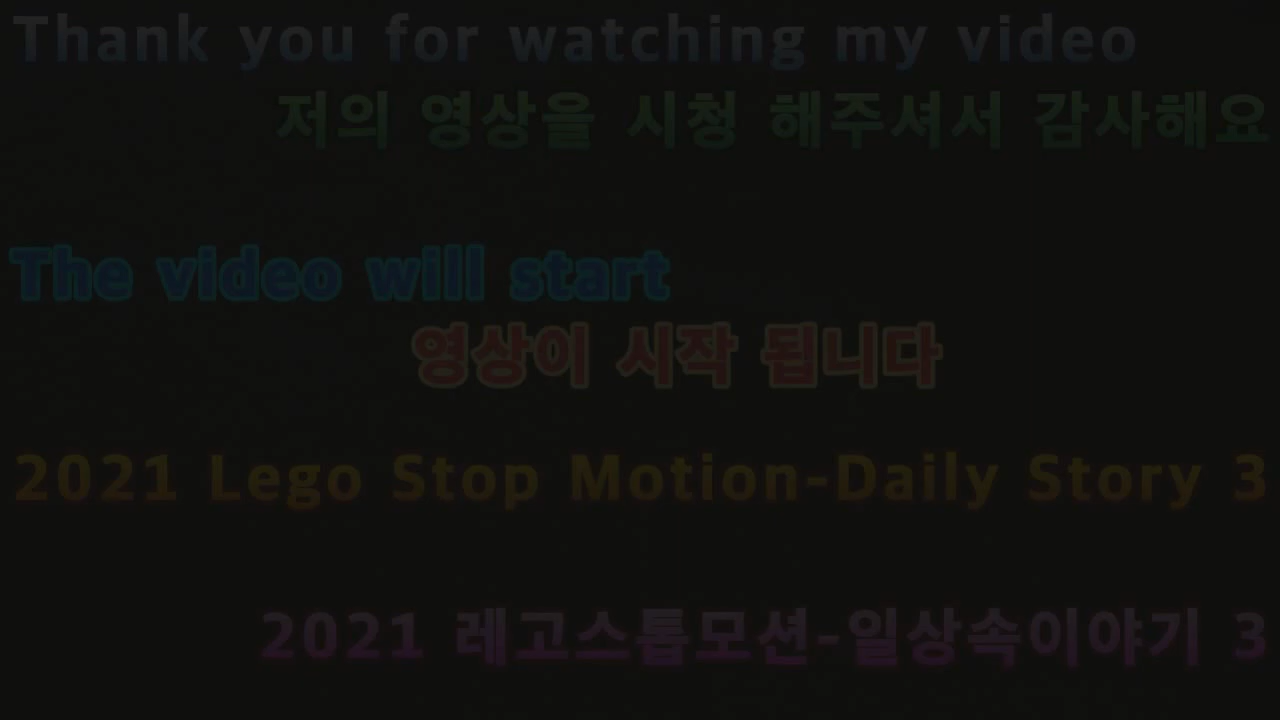 Thank you for watching my video
저의 영상을 시청 해주셔서 감사해요
The video will start
영상이 시작 됩니다
2021 Lego Stop Motion-Daily Story 3
2021 레고스톱모션-일상속이야기 3